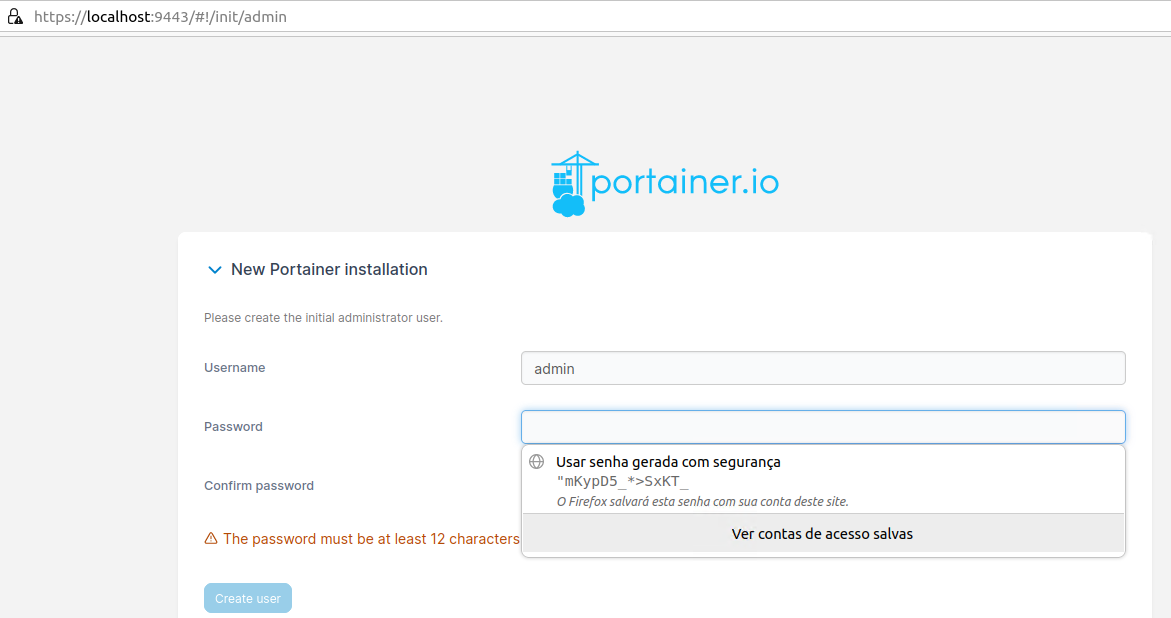 https://localhost:9443/#!/init/admin
portainer.io
New Portainer installation
Please create the initial administrator user.
Username
admin
Password
Usar senha gerada com segurança
"mKypD5_*>SxKT_
O Firefox salvará esta senha com sua conta deste site.
Confirm password
Ver contas de acesso salvas
The password must be at least 12 characters
Create user